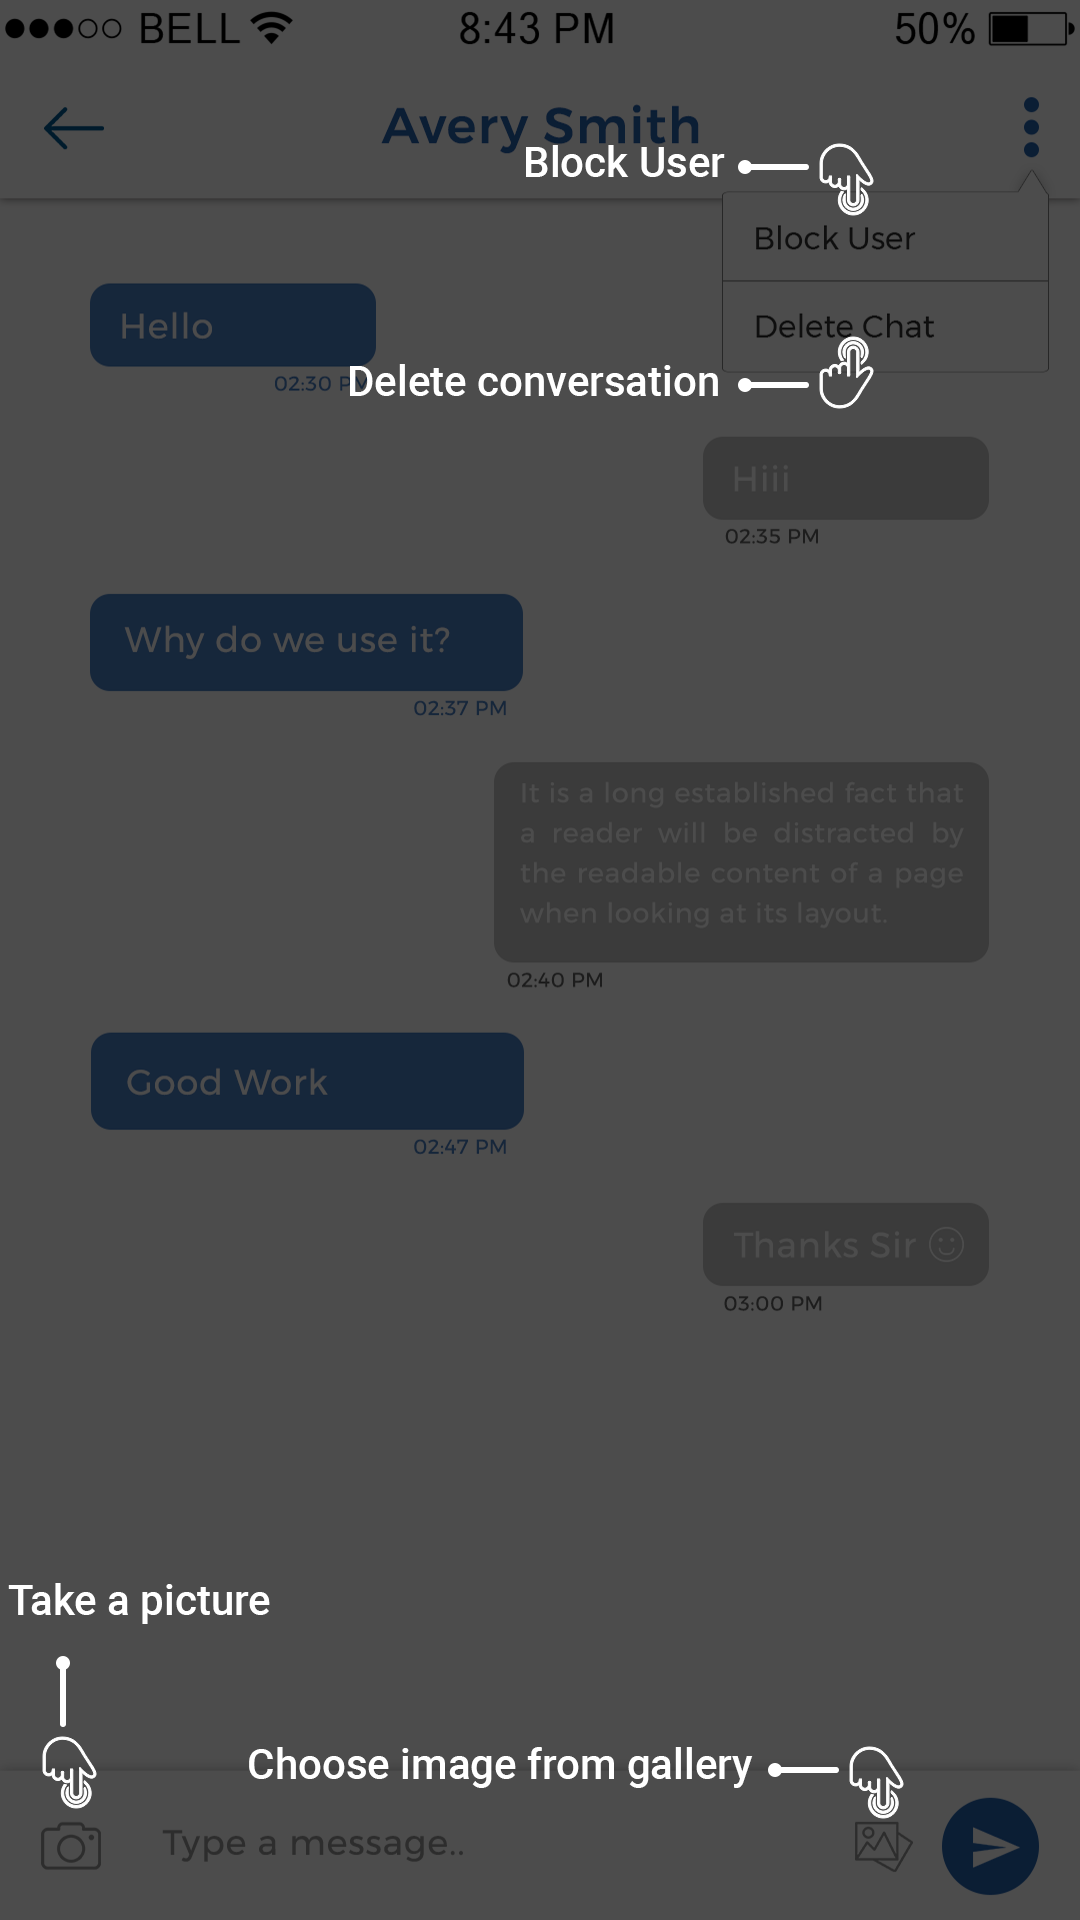 BELL 8:43 PM 50%
Avery Smith
Block User
Block User
Hello
Delete Chat
02:30 PM
Delete conversation
Hiii
02:35 PM
Why do we use it?
02:37 PM
It is a long established fact that
a reader will be distracted by
the readable content of a page
when looking at its layout.
02:40 PM
Good Work
02:47 PM
Thanks Sir
03:00 PM
Take a picture
Choose image from gallery
Type a message..